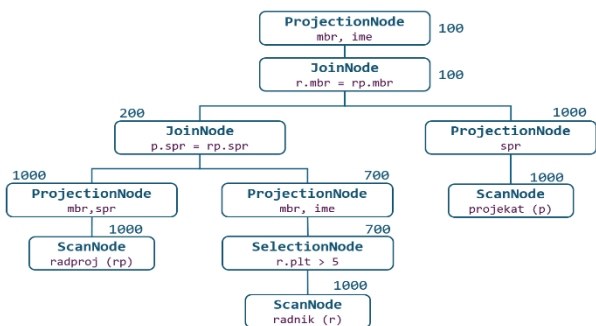 ProjectionNode
mbr, ime
100
JoinNode
r.mbr = rp.mbr
100
200
JoinNode
p.spr = rp.spr
1000
ProjectionNode
spr
1000
ProjectionNode
mbr,spr
700
ProjectionNode
mbr, ime
1000
ScanNode
projekat (p)
1000
ScanNode
radproj (rp)
700
SelectionNode
r.plt > 5
1000
ScanNode
radnik (r)